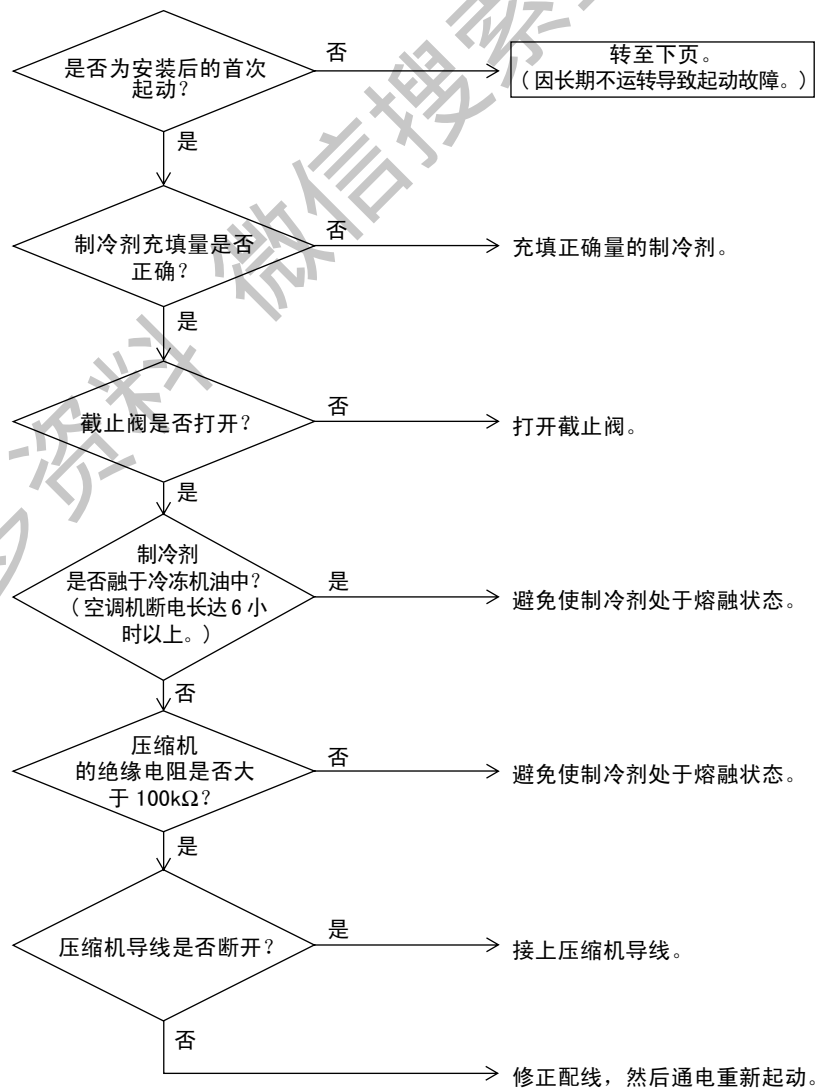 是否为安装后的首次
起动？
否
转至下页。
（因长期不运转导致起动故障。）
是
制冷剂充填量是否
正确？
否
充填正确量的制冷剂。
是
截止阀是否打开？
否
打开截止阀。
是
制冷剂
是否融于冷冻机油中？
（空调机断电长达 6 小
时以上。）
是
避免使制冷剂处于熔融状态。
否
压缩机
的绝缘电阻是否大
于 100kΩ？
否
避免使制冷剂处于熔融状态。
是
压缩机导线是否断开？
是
接上压缩机导线。
否
修正配线，然后通电重新起动。
资料 微信搜索